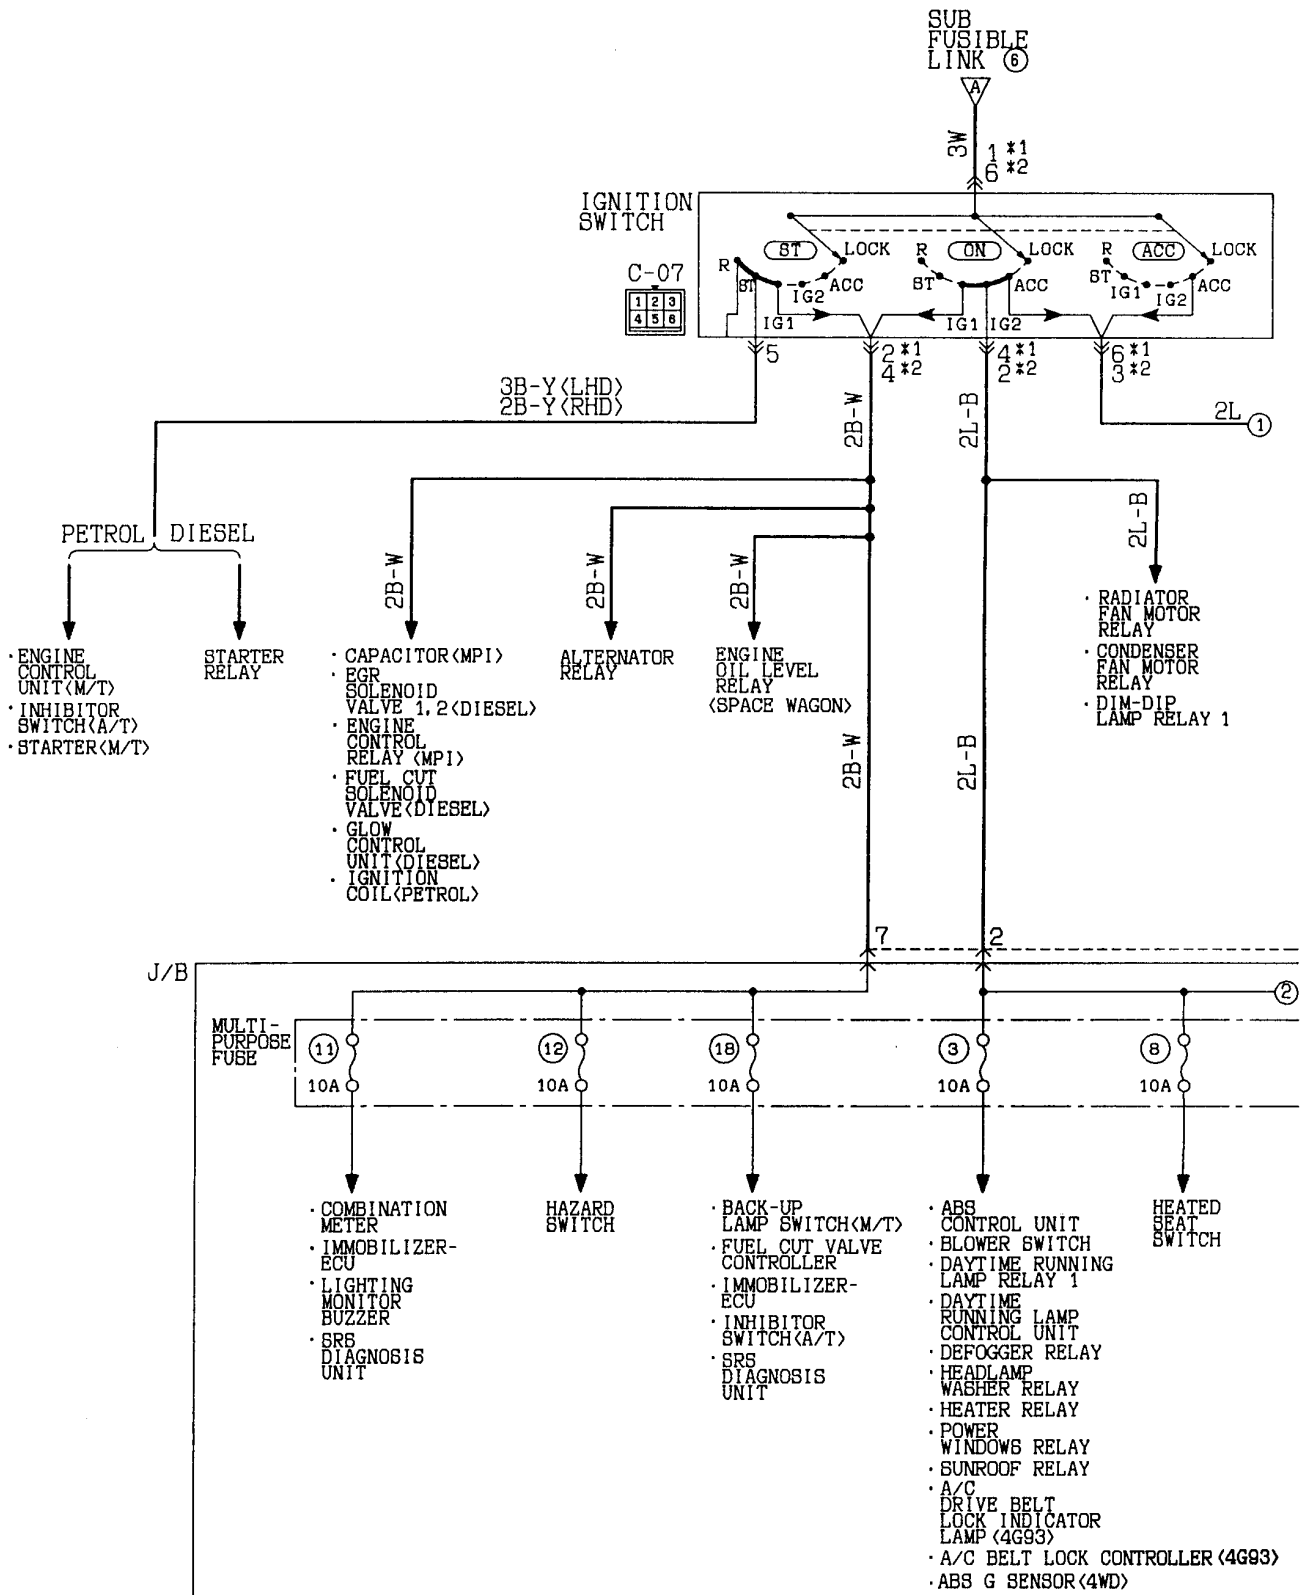 SUB
FUSIBLE
LINK ⑥
A
3W
1 *1
6 *2
IGNITION
SWITCH
C-07
1 2 3
4 5 6
R
ST
ST
LOCK
ACC
IG2
IG1
R
ON
LOCK
ST
ACC
IG1
IG2
R
ACC
LOCK
ST
IG1
IG2
ACC
5
2 *1
4 *2
4 *1
2 *2
6 *1
3 *2
3B-Y<LHD>
2B-Y<RHD>
2B-W
2L-B
2L ①
PETROL DIESEL
2B-W
2B-W
2B-W
2L-B
· ENGINE
CONTROL
UNIT<M/T>
· INHIBITOR
SWITCH<A/T>
· STARTER<M/T>
STARTER
RELAY
· CAPACITOR<MPI>
· EGR
SOLENOID
VALVE 1,2<DIESEL>
· ENGINE
CONTROL
RELAY <MPI>
· FUEL CUT
SOLENOID
VALVE<DIESEL>
· GLOW
CONTROL
UNIT<DIESEL>
· IGNITION
COIL<PETROL>
ALTERNATOR
RELAY
ENGINE
OIL LEVEL
RELAY
<SPACE WAGON>
· RADIATOR
FAN MOTOR
RELAY
· CONDENSER
FAN MOTOR
RELAY
· DIM-DIP
LAMP RELAY 1
2B-W
2L-B
7
2
J/B
②
MULTI-
PURPOSE
FUSE
⑪
10A
⑫
10A
⑱
10A
③
10A
⑧
10A
· COMBINATION
METER
· IMMOBILIZER-
ECU
· LIGHTING
MONITOR
BUZZER
· SRS
DIAGNOSIS
UNIT
HAZARD
SWITCH
· BACK-UP
LAMP SWITCH<M/T>
· FUEL CUT VALVE
CONTROLLER
· IMMOBILIZER-
ECU
· INHIBITOR
SWITCH<A/T>
· SRS
DIAGNOSIS
UNIT
· ABS
CONTROL UNIT
· BLOWER SWITCH
· DAYTIME RUNNING
LAMP RELAY 1
· DAYTIME
RUNNING LAMP
CONTROL UNIT
· DEFOGGER RELAY
· HEADLAMP
WASHER RELAY
· HEATER RELAY
· POWER
WINDOWS RELAY
· SUNROOF RELAY
· A/C
DRIVE BELT
LOCK INDICATOR
LAMP <4G93>
· A/C BELT LOCK CONTROLLER <4G93>
· ABS G SENSOR<4WD>
HEATED
SEAT
SWITCH